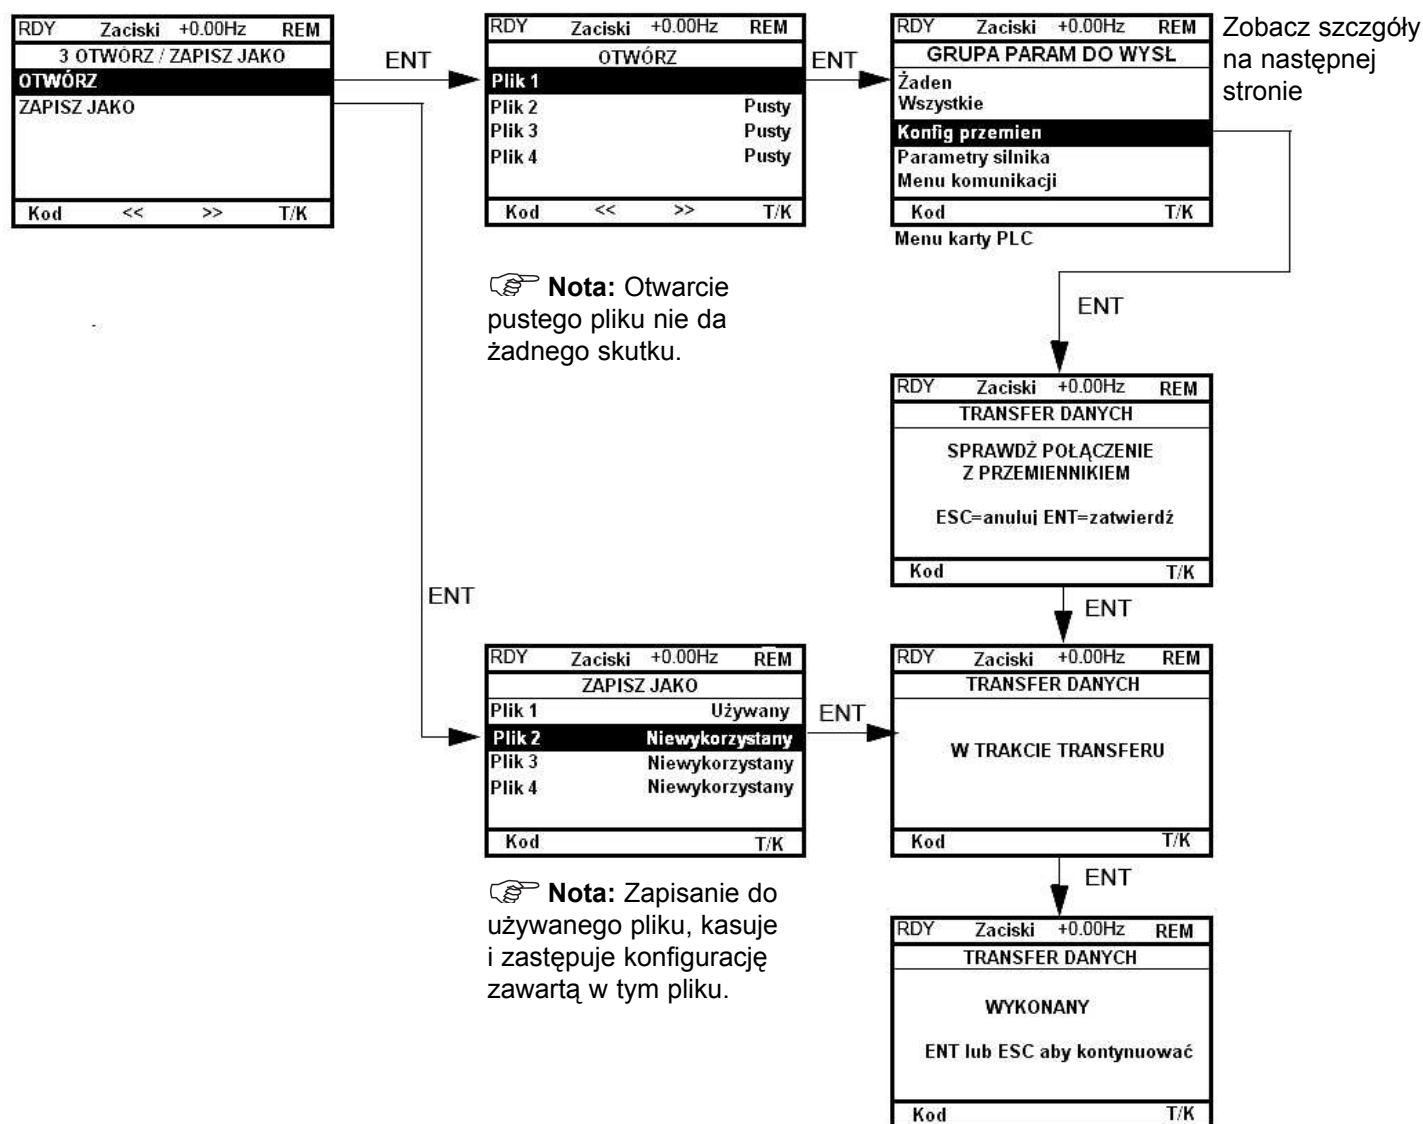 RDY Zaciski +0.00Hz REM
3 OTWÓRZ / ZAPISZ JAKO
OTWÓRZ
ZAPISZ JAKO
Kod << >> T/K
ENT
RDY Zaciski +0.00Hz REM
OTWÓRZ
Plik 1
Plik 2 Pusty
Plik 3 Pusty
Plik 4 Pusty
Kod << >> T/K
ENT
RDY Zaciski +0.00Hz REM
GRUPA PARAM DO WYSŁ
Żaden
Wszystkie
Konfig przemien
Parametry silnika
Menu komunikacji
Kod T/K
Menu karty PLC
Zobacz szczgóły
na następnej
stronie
Nota: Otwarcie
pustego pliku nie da
żadnego skutku.
ENT
RDY Zaciski +0.00Hz REM
TRANSFER DANYCH
SPRAWDŹ POŁĄCZENIE
Z PRZEMIENNIKIEM
ESC=anuluj ENT=zatwierdź
Kod T/K
ENT
ENT
RDY Zaciski +0.00Hz REM
ZAPISZ JAKO
Plik 1 Używany
Plik 2 Niewykorzystany
Plik 3 Niewykorzystany
Plik 4 Niewykorzystany
Kod T/K
ENT
RDY Zaciski +0.00Hz REM
TRANSFER DANYCH
W TRAKCIE TRANSFERU
Kod T/K
Nota: Zapisanie do
używanego pliku, kasuje
i zastępuje konfigurację
zawartą w tym pliku.
ENT
RDY Zaciski +0.00Hz REM
TRANSFER DANYCH
WYKONANY
ENT lub ESC aby kontynuować
Kod T/K